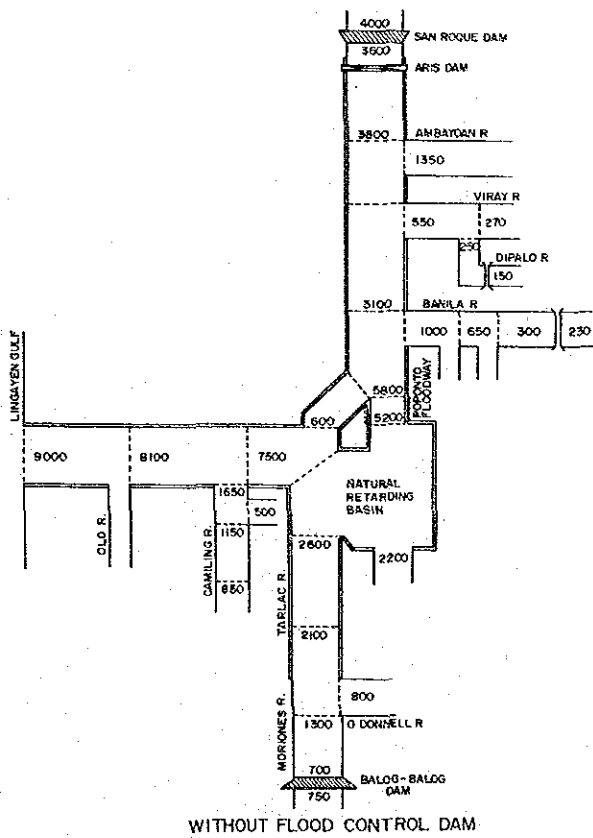 4000
SAN ROQUE DAM
3600
ARIS DAM
3800
AMBAYOAN R
1350
VIRAY R
550
270
250
DIPALO R
150
3100
BANILA R
1000
650
300
230
LINGAYEN GULF
5800
POPONTO
FLOODWAY
5200
600
9000
8100
7500
NATURAL
RETARDING
BASIN
1650
500
OLD R.
CAMILING R.
1150
850
2600
2200
TARLAC R.
2100
800
MORIONES R.
1300
O DONNELL R
700
BALOG-BALOG
DAM
750
WITHOUT FLOOD CONTROL DAM